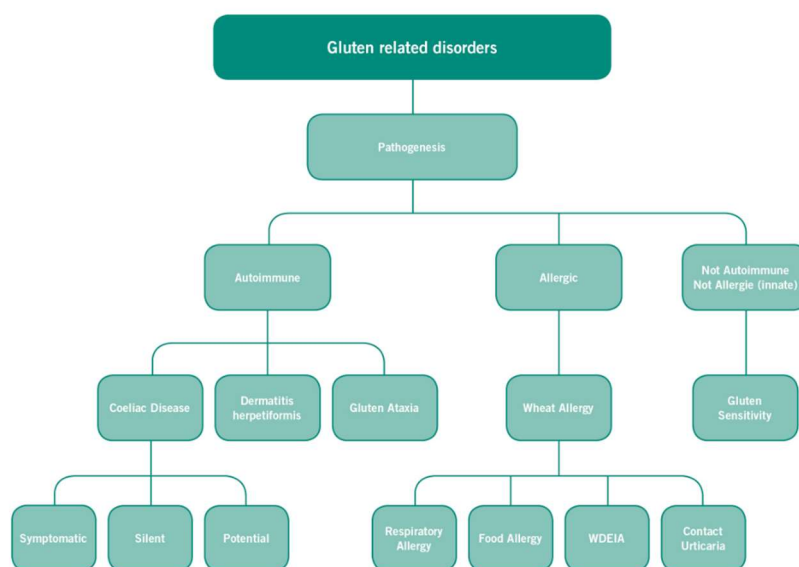 Gluten related disorders
Pathogenesis
Autoimmune
Allergic
Not Autoimmune
Not Allergie (innate)
Coeliac Disease
Dermatitis
herpetiformis
Gluten Ataxia
Wheat Allergy
Gluten
Sensitivity
Symptomatic
Silent
Potential
Respiratory
Allergy
Food Allergy
WDEIA
Contact
Urticaria